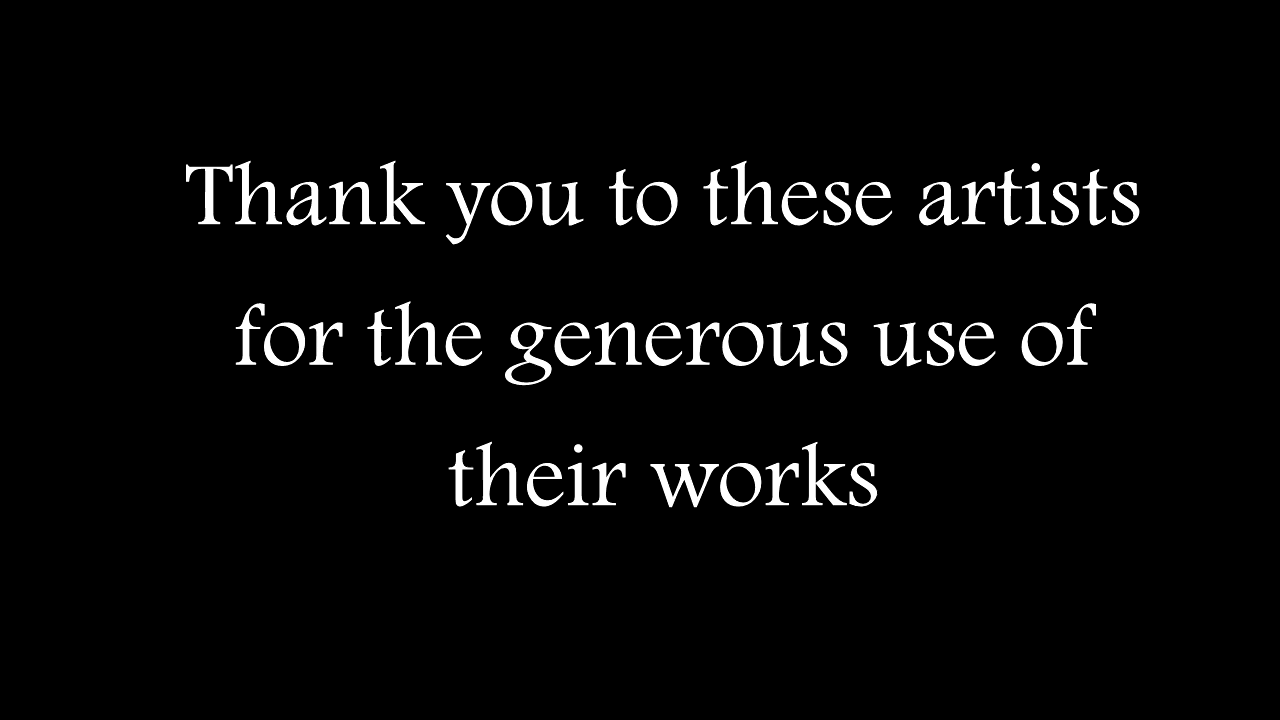 Thank you to these artists
for the generous use of
their works